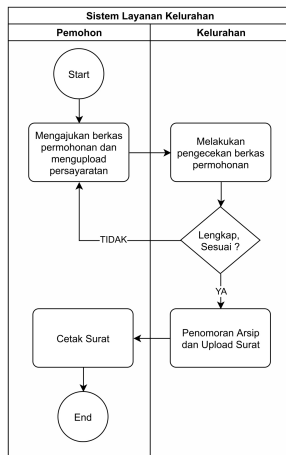 Sistem Layanan Kelurahan
Pemohon
Kelurahan
Start
Mengajukan berkas
permohonan dan
mengupload
persayaratan
Melakukan
pengecekan berkas
permohonan
Lengkap,
Sesuai ?
TIDAK
YA
Penomoran Arsip
dan Upload Surat
Cetak Surat
End